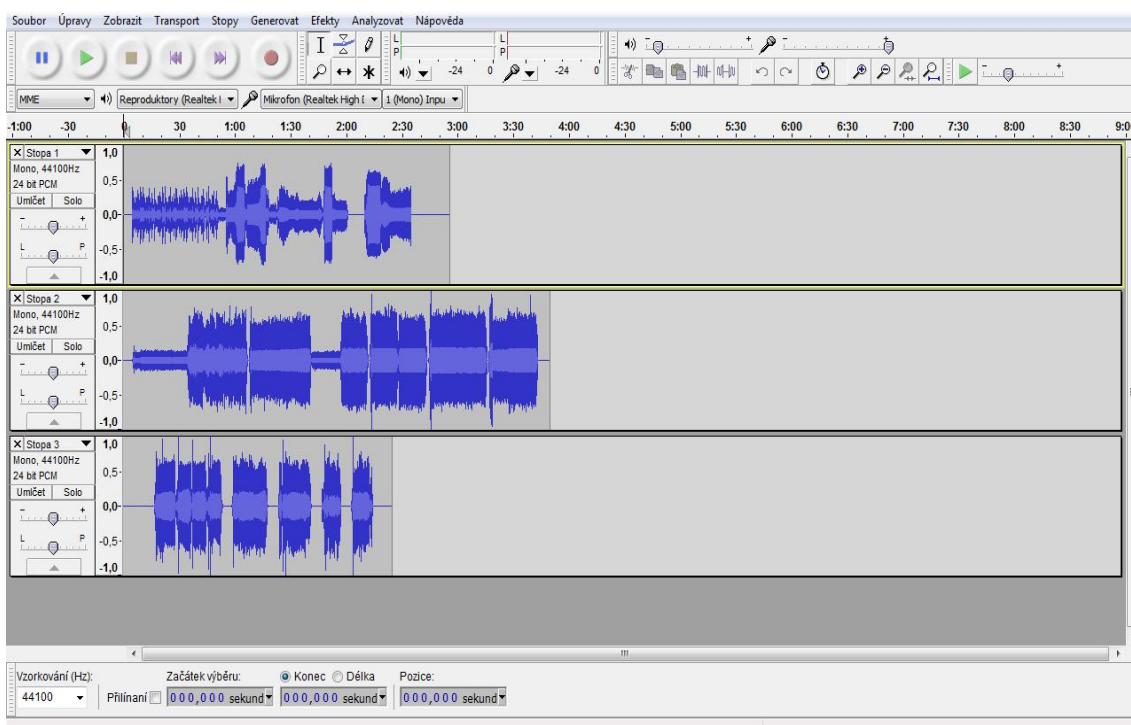 Soubor Úpravy Zobrazit Transport Stopy Generovat Efekty Analyzovat Nápovéda
L
P
-24 0
L
P
-24 0
MME Reproduktory (Realtek I Mikrofon (Realtek High I 1 (Mono) Inpu
-1:00 -30 0 30 1:00 1:30 2:00 2:30 3:00 3:30 4:00 4:30 5:00 5:30 6:00 6:30 7:00 7:30 8:00 8:30 9:0
X Stopa 1 1,0
Mono, 44100Hz
24 bit PCM 0,5-
Umlčet Solo
- + 0,0-
L P -0,5-
-1,0
X Stopa 2 1,0
Mono, 44100Hz
24 bit PCM 0,5-
Umlčet Solo
- + 0,0-
L P -0,5-
-1,0
X Stopa 3 1,0
Mono, 44100Hz
24 bit PCM 0,5-
Umlčet Solo
- + 0,0-
L P -0,5-
-1,0
Vzorkování (Hz): Začátek výběru: Konec Délka Pozice:
44100 Přilínaní 000,000 sekund 000,000 sekund 000,000 sekund